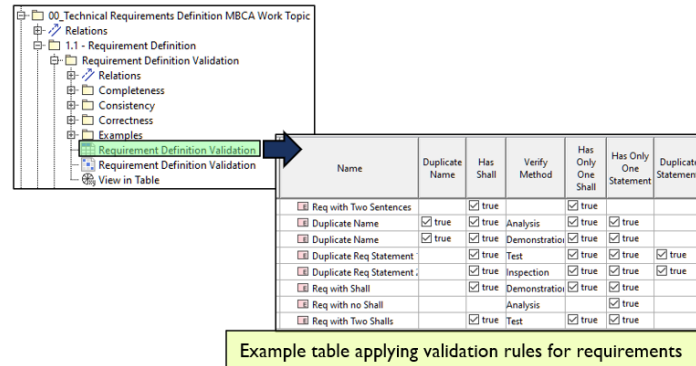 00_Technical Requirements Definition MBCA Work Topic
Relations
1.1 - Requirement Definition
Requirement Definition Validation
Relations
Completeness
Consistency
Correctness
Examples
Requirement Definition Validation
Requirement Definition Validation
View in Table
Name Duplicate Name Has Shall Verify Method Has Only One Shall Has Only One Statement Duplicate Statement
Req with Two Sentences true true
Duplicate Name true true Analysis true true
Duplicate Name true true Demonstration true true
Duplicate Req Statement true Test true true true
Duplicate Req Statement true Inspection true true true
Req with Shall true Demonstration true true
Req with no Shall Analysis true
Req with Two Shalls true Test true true
Example table applying validation rules for requirements